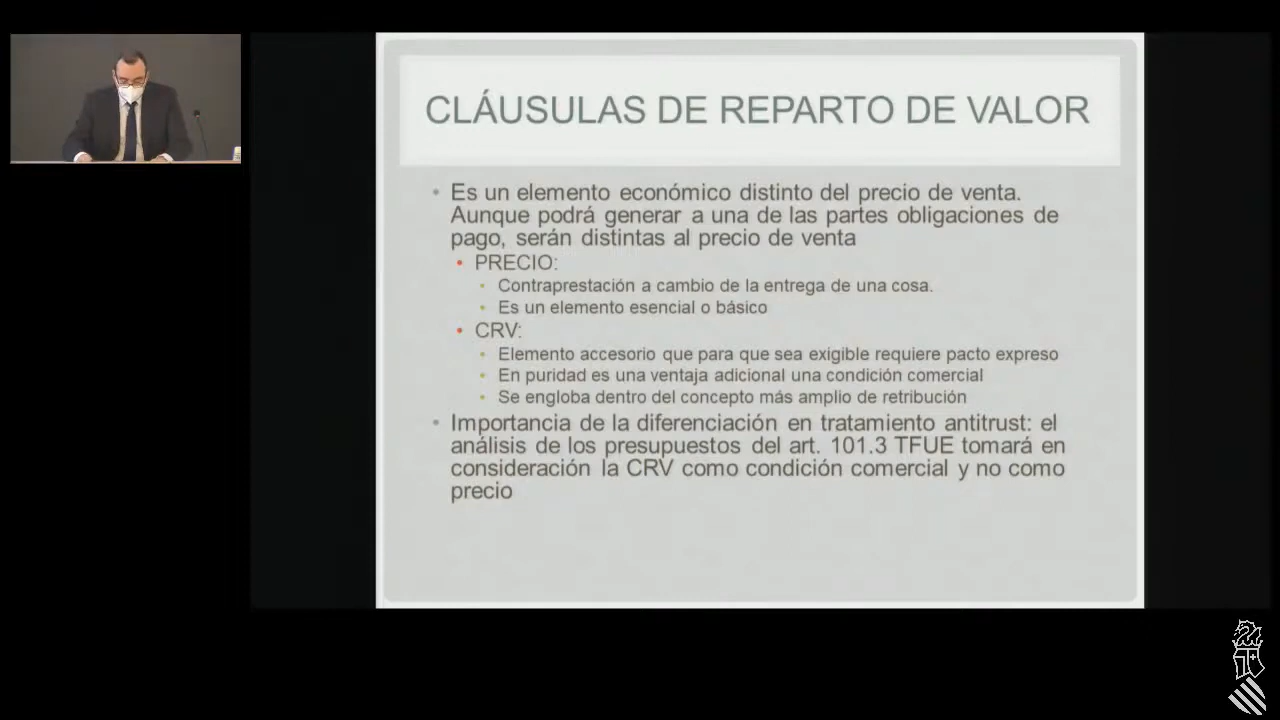 CLÁUSULAS DE REPARTO DE VALOR
• Es un elemento económico distinto del precio de venta.
Aunque podrá generar a una de las partes obligaciones de
pago, serán distintas al precio de venta
• PRECIO:
• Contraprestación a cambio de la entrega de una cosa.
• Es un elemento esencial o básico
• CRV:
• Elemento accesorio que para que sea exigible requiere pacto expreso
• En puridad es una ventaja adicional una condición comercial
• Se engloba dentro del concepto más amplio de retribución
• Importancia de la diferenciación en tratamiento antitrust: el
análisis de los presupuestos del art. 101.3 TFUE tomará en
consideración la CRV como condición comercial y no como
precio